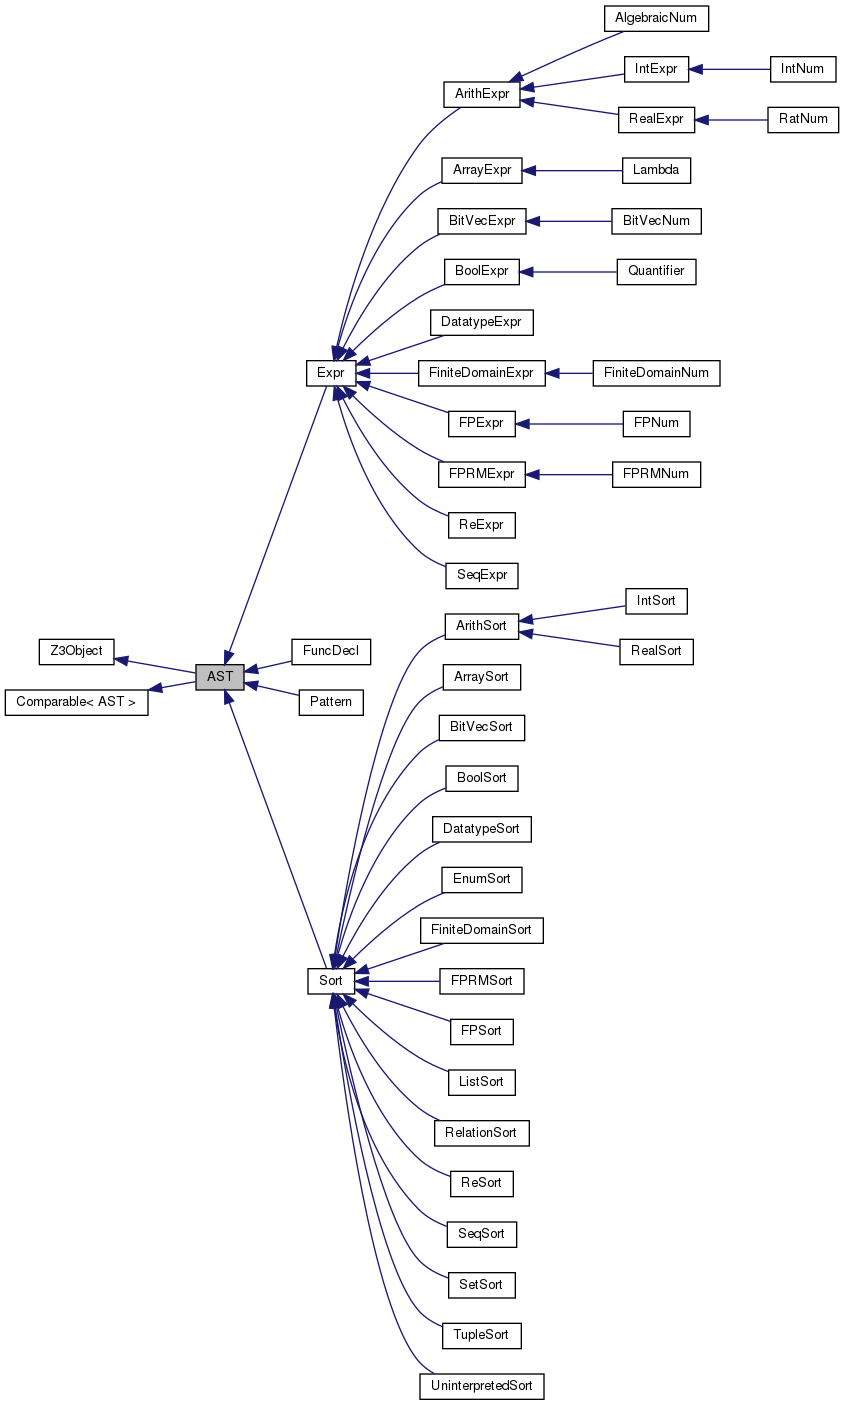 AlgebraicNum
ArithExpr
IntExpr
IntNum
RealExpr
RatNum
ArrayExpr
Lambda
BitVecExpr
BitVecNum
BoolExpr
Quantifier
DatatypeExpr
Expr
FiniteDomainExpr
FiniteDomainNum
FPExpr
FPNum
FPRMExpr
FPRMNum
ReExpr
SeqExpr
Z3Object
Comparable< AST >
AST
FuncDecl
Pattern
ArithSort
IntSort
RealSort
ArraySort
BitVecSort
BoolSort
DatatypeSort
EnumSort
FiniteDomainSort
Sort
FPRMSort
FPSort
ListSort
RelationSort
ReSort
SeqSort
SetSort
TupleSort
UninterpretedSort